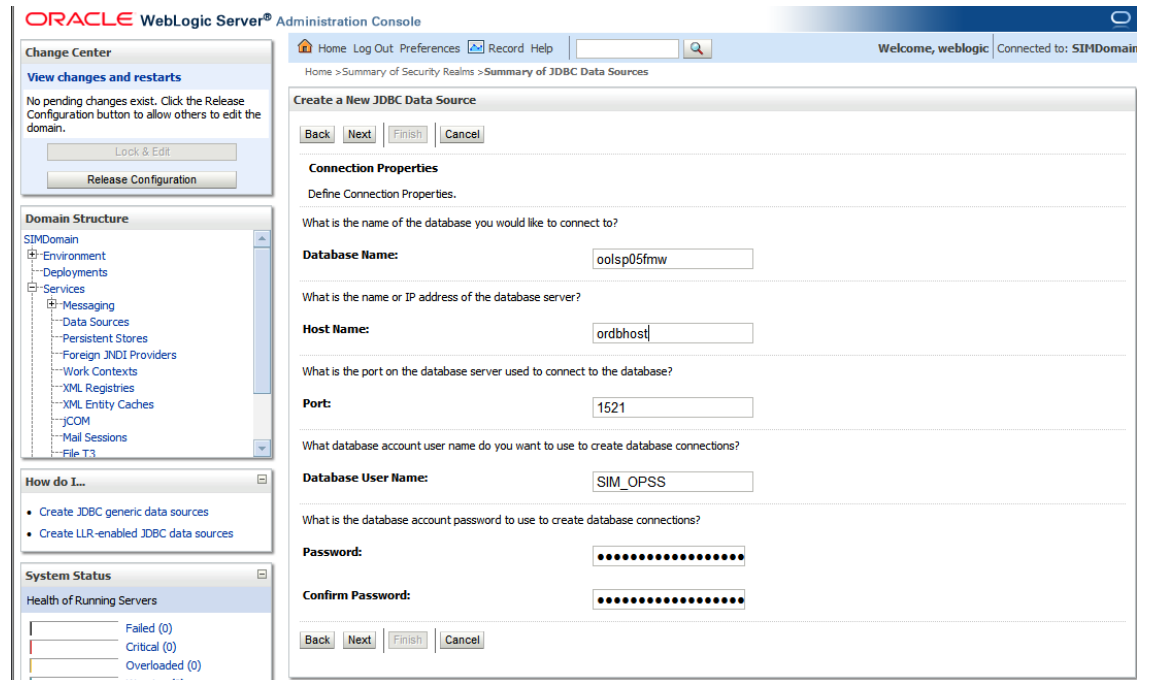 ORACLE WebLogic Server® Administration Console
Change Center
View changes and restarts
No pending changes exist. Click the Release
Configuration button to allow others to edit the
domain.
Lock & Edit
Release Configuration
Domain Structure
SIMDomain
Environment
Deployments
Services
Messaging
Data Sources
Persistent Stores
Foreign JNDI Providers
Work Contexts
XML Registries
XML Entity Caches
jCOM
Mail Sessions
File T3
How do I...
Create JDBC generic data sources
Create LLR-enabled JDBC data sources
System Status
Health of Running Servers
Failed (0)
Critical (0)
Overloaded (0)
Home Log Out Preferences Record Help
Welcome, weblogic Connected to: SIMDomain
Home >Summary of Security Realms >Summary of JDBC Data Sources
Create a New JDBC Data Source
Back Next Finish Cancel
Connection Properties
Define Connection Properties.
What is the name of the database you would like to connect to?
Database Name: oolsp05fmw
What is the name or IP address of the database server?
Host Name: ordbhost
What is the port on the database server used to connect to the database?
Port: 1521
What database account user name do you want to use to create database connections?
Database User Name: SIM_OPSS
What is the database account password to use to create database connections?
Password: ••••••••••••••••••
Confirm Password: ••••••••••••••••••
Back Next Finish Cancel